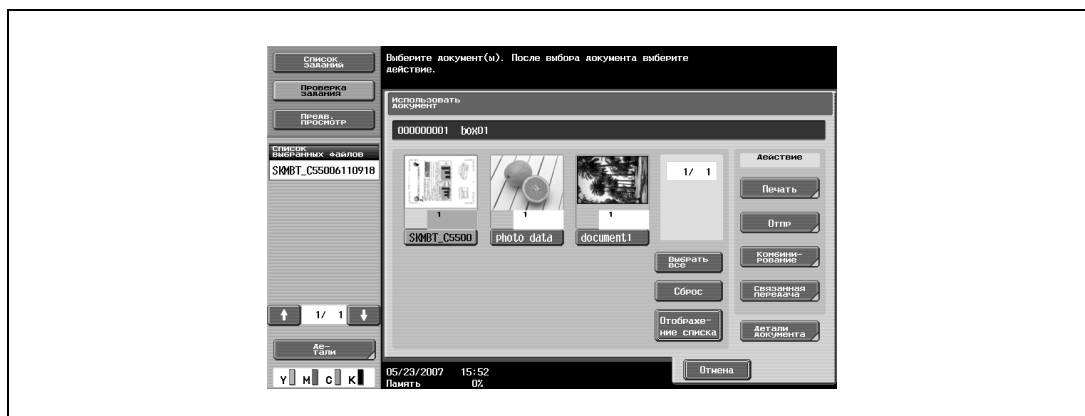 Список
заданий
Проверка
задания
Предв.
просмотр
Список
выбранных файлов
SKMBT_C55006110918
1/ 1
Де-
тали
Y M C K
Выберите документ(ы). После выбора документа выберите
действие.
Использовать
документ
000000001 box01
1
SKMBT_C5500
1
photo data
1
document1
1/ 1
Выбрать
все
Сброс
Отображе-
ние списка
Действие
Печать
Отпр
Комбини-
рование
Связанная
передача
Детали
документа
Отмена
05/23/2007 15:52
Память 0%